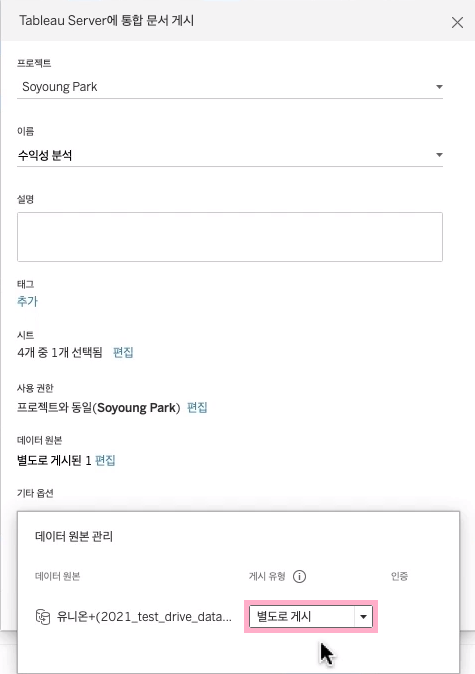 Tableau Server에 통합 문서 게시
프로젝트
Soyoung Park
이름
수익성 분석
설명
태그
추가
시트
4개 중 1개 선택됨 편집
사용 권한
프로젝트와 동일(Soyoung Park) 편집
데이터 원본
별도로 게시된 1 편집
기타 옵션
데이터 원본 관리
데이터 원본 게시 유형 인증
유니온+(2021_test_drive_data... 별도로 게시